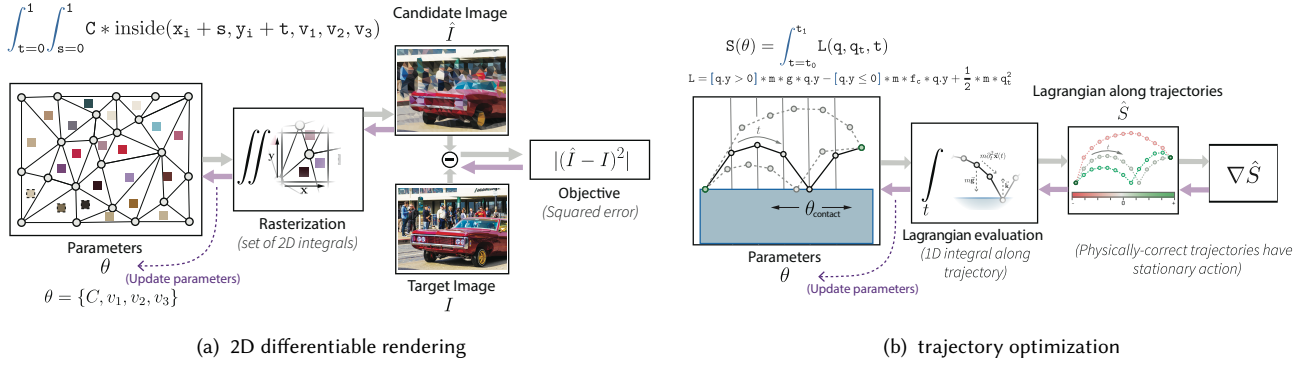 ∫_{t=0}^{1} ∫_{s=0}^{1} C * inside(x_i + s, y_i + t, v_1, v_2, v_3)
Candidate Image
Î
∬
y
x
Parameters
θ
(Update parameters)
θ = {C, v_1, v_2, v_3}
Rasterization
(set of 2D integrals)
|(Î − I)^2|
Objective
(Squared error)
Target Image
I
(a) 2D differentiable rendering
S(θ) = ∫_{t=t_0}^{t_1} L(q, q_t, t)
L = [q.y > 0] * m * g * q.y − [q.y ≤ 0] * m * f_c * q.y + 1/2 * m * q_t^2
t
θ_contact
Parameters
θ
(Update parameters)
∫_t
Lagrangian evaluation
(1D integral along
trajectory)
Lagrangian along trajectories
Ŝ
t
- 0 +
∇Ŝ
(Physically-correct trajectories have
stationary action)
(b) trajectory optimization